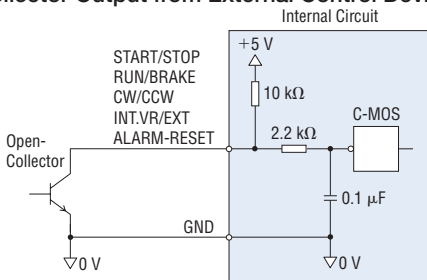 Collector Output from External Control Devi
Internal Circuit
+5 V
START/STOP
RUN/BRAKE
CW/CCW
INT.VR/EXT
ALARM-RESET
10 kΩ
C-MOS
2.2 kΩ
Open-
Collector
0.1 µF
GND
0 V
0 V